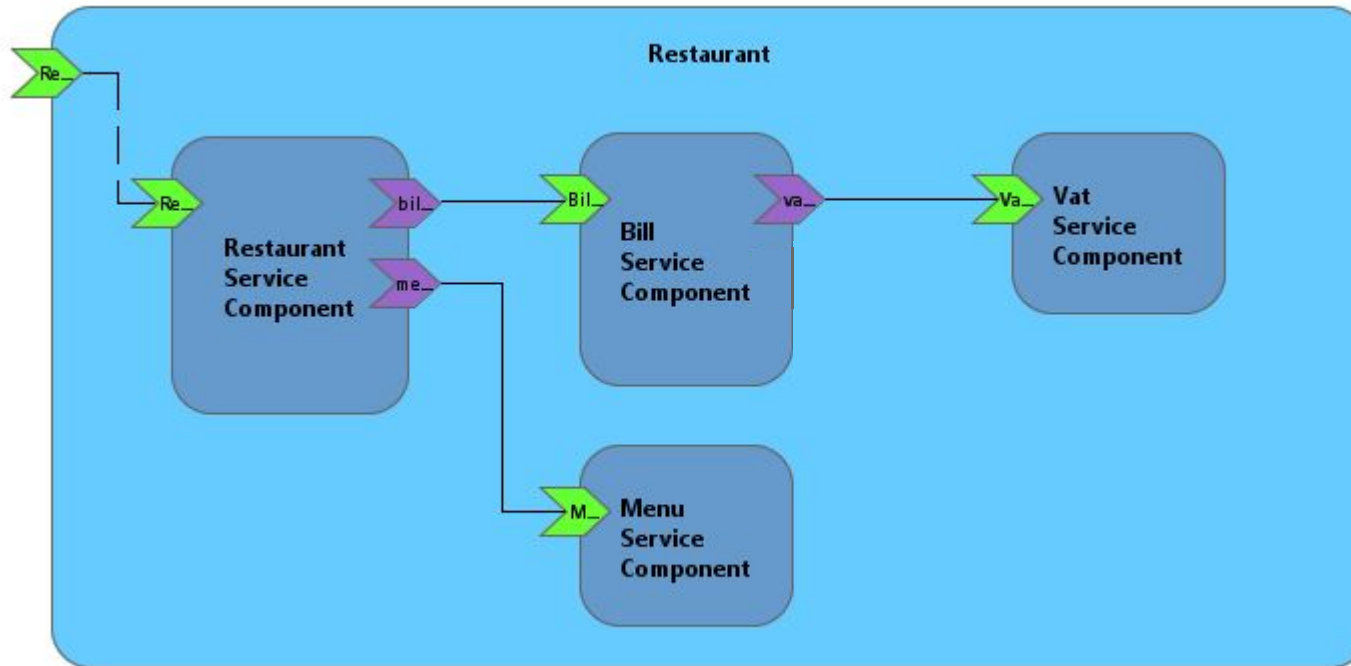 Restaurant
Re_
Re_
bil_
me_
Restaurant
Service
Component
Bil_
va_
Bill
Service
Component
Va_
Vat
Service
Component
M_
Menu
Service
Component